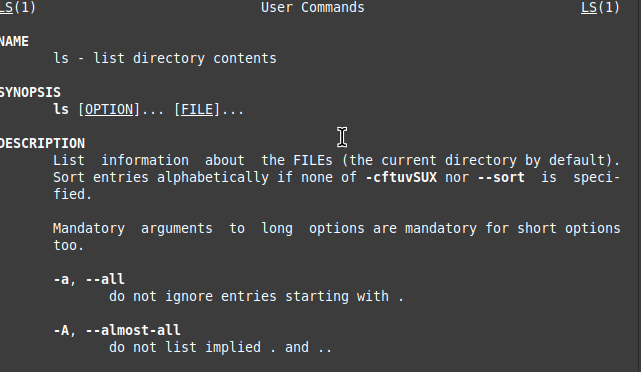 LS(1) User Commands LS(1)
NAME
ls - list directory contents
SYNOPSIS
ls [OPTION]... [FILE]...
DESCRIPTION
List information about the FILEs (the current directory by default).
Sort entries alphabetically if none of -cftuvSUX nor --sort is speci-
fied.
Mandatory arguments to long options are mandatory for short options
too.
-a, --all
do not ignore entries starting with .
-A, --almost-all
do not list implied . and ..